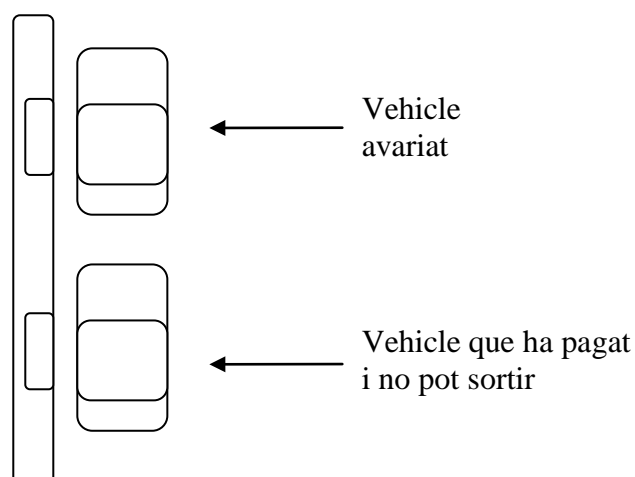 Vehicle
avariat
Vehicle que ha pagat
i no pot sortir